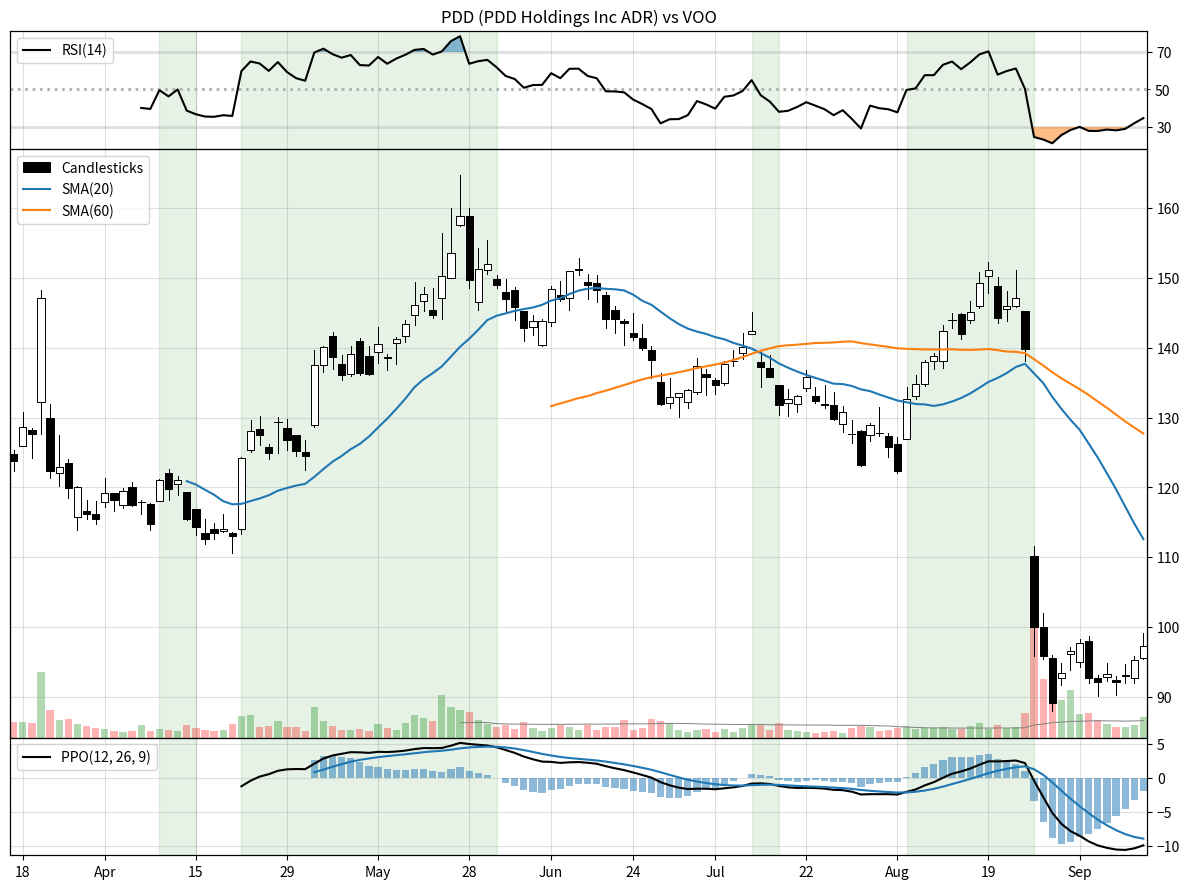 PDD (PDD Holdings Inc ADR) vs VOO
RSI(14)
70
50
30
Candlesticks
SMA(20)
SMA(60)
160
150
140
130
120
110
100
90
PPO(12, 26, 9)
5
0
−5
−10
18 Apr 15 29 May 28 Jun 24 Jul 22 Aug 19 Sep